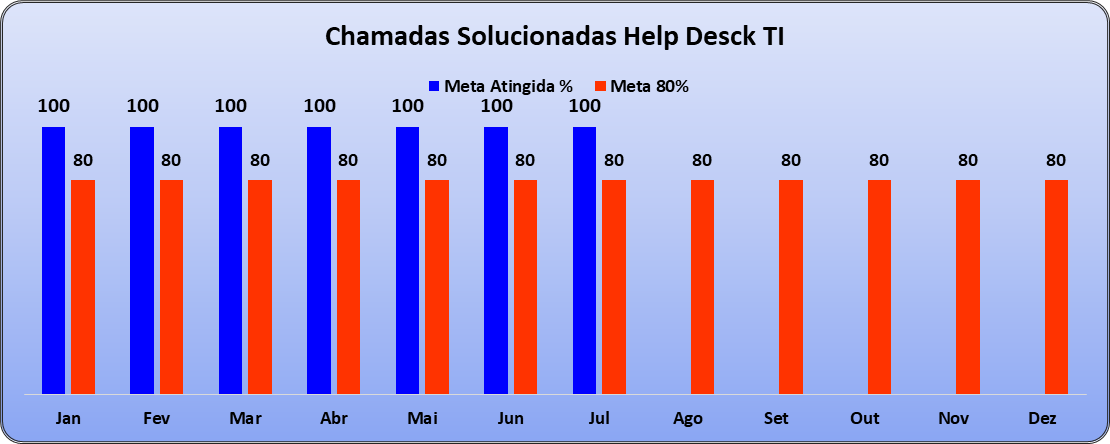 Chamadas Solucionadas Help Desck TI
Meta Atingida % Meta 80%
100 100 100 100 100 100 100
80 80 80 80 80 80 80 80 80 80 80 80
Jan Fev Mar Abr Mai Jun Jul Ago Set Out Nov Dez